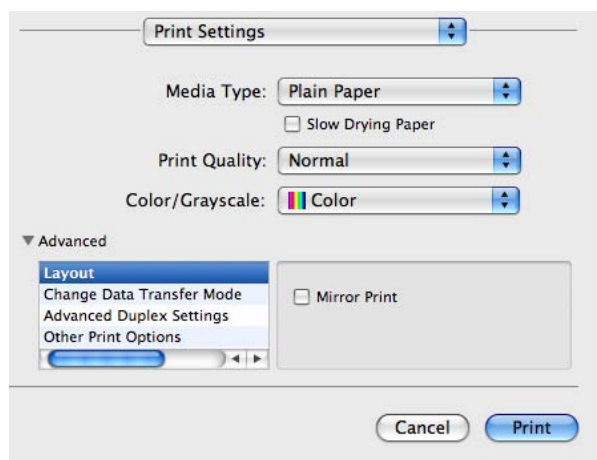 Print Settings
Media Type: Plain Paper
Slow Drying Paper
Print Quality: Normal
Color/Grayscale: Color
Advanced
Layout
Change Data Transfer Mode
Advanced Duplex Settings
Other Print Options
Mirror Print
Cancel Print